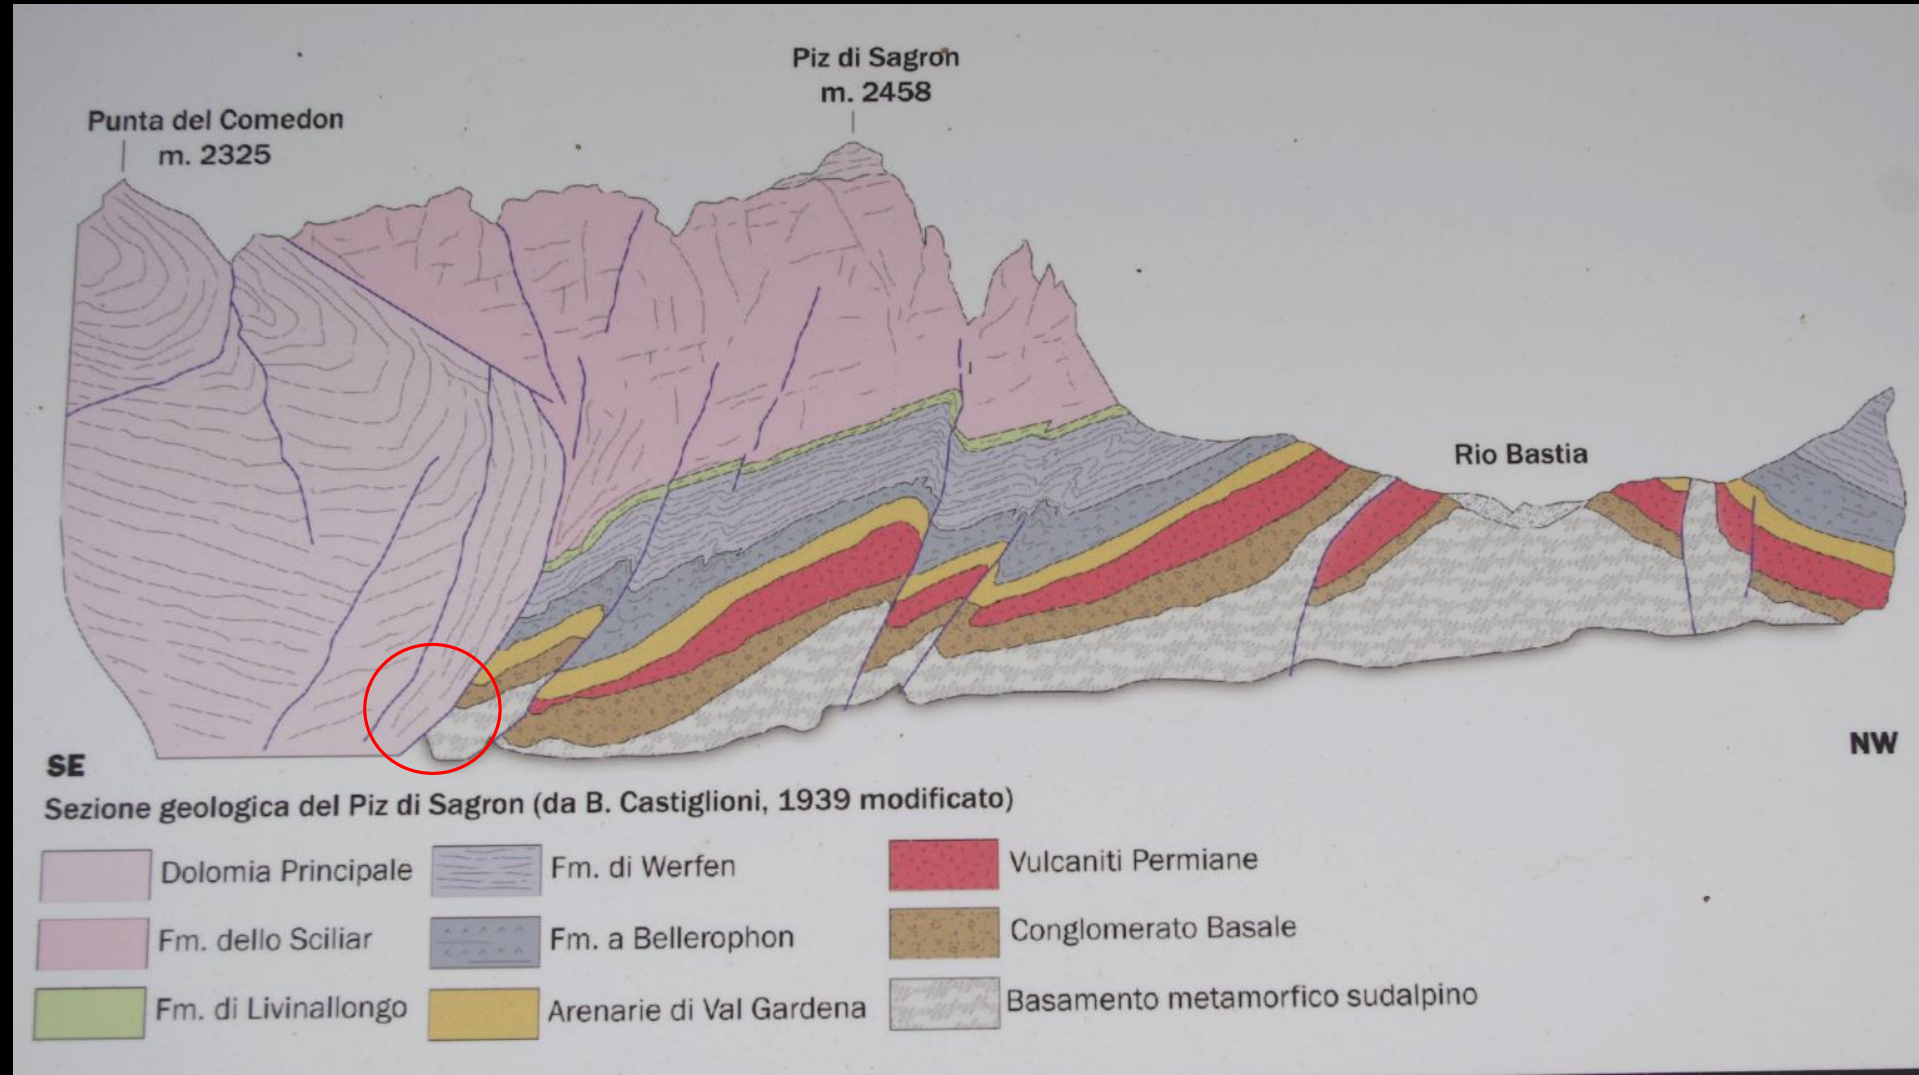 Piz di Sagron
m. 2458
Punta del Comedon
m. 2325
Rio Bastia
SE
NW
Sezione geologica del Piz di Sagron (da B. Castiglioni, 1939 modificato)
Dolomia Principale
Fm. dello Sciliar
Fm. di Livinallongo
Fm. di Werfen
Fm. a Bellerophon
Arenarie di Val Gardena
Vulcaniti Permiane
Conglomerato Basale
Basamento metamorfico sudalpino